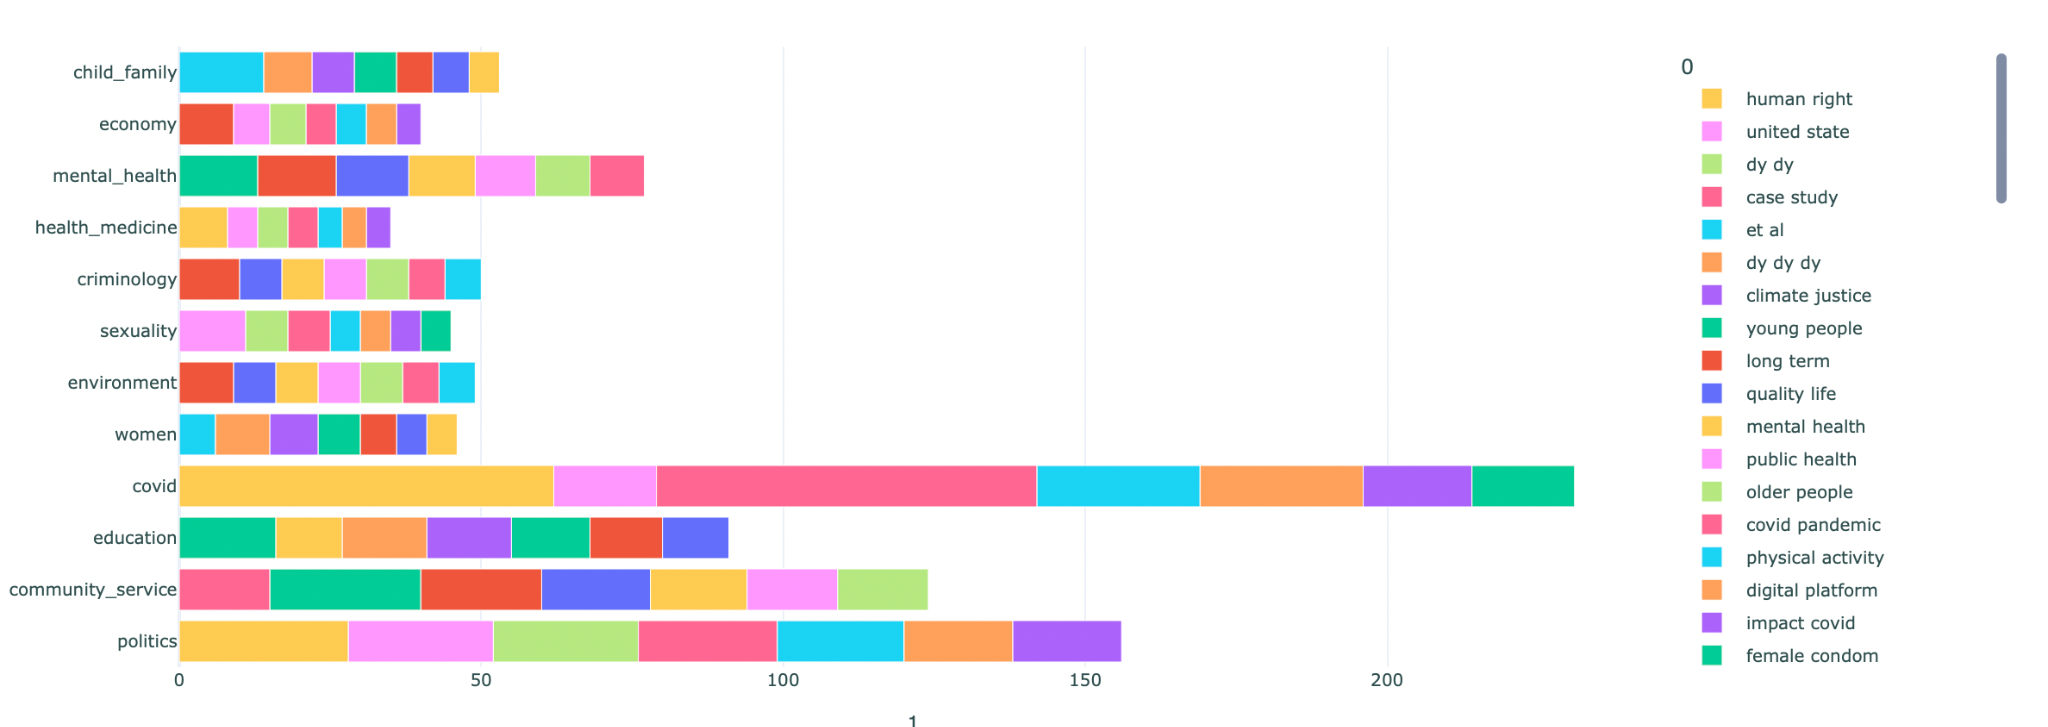 child_family
economy
mental_health
health_medicine
criminology
sexuality
environment
women
covid
education
community_service
politics
0 50 100 150 200
1
0
human right
united state
dy dy
case study
et al
dy dy dy
climate justice
young people
long term
quality life
mental health
public health
older people
covid pandemic
physical activity
digital platform
impact covid
female condom